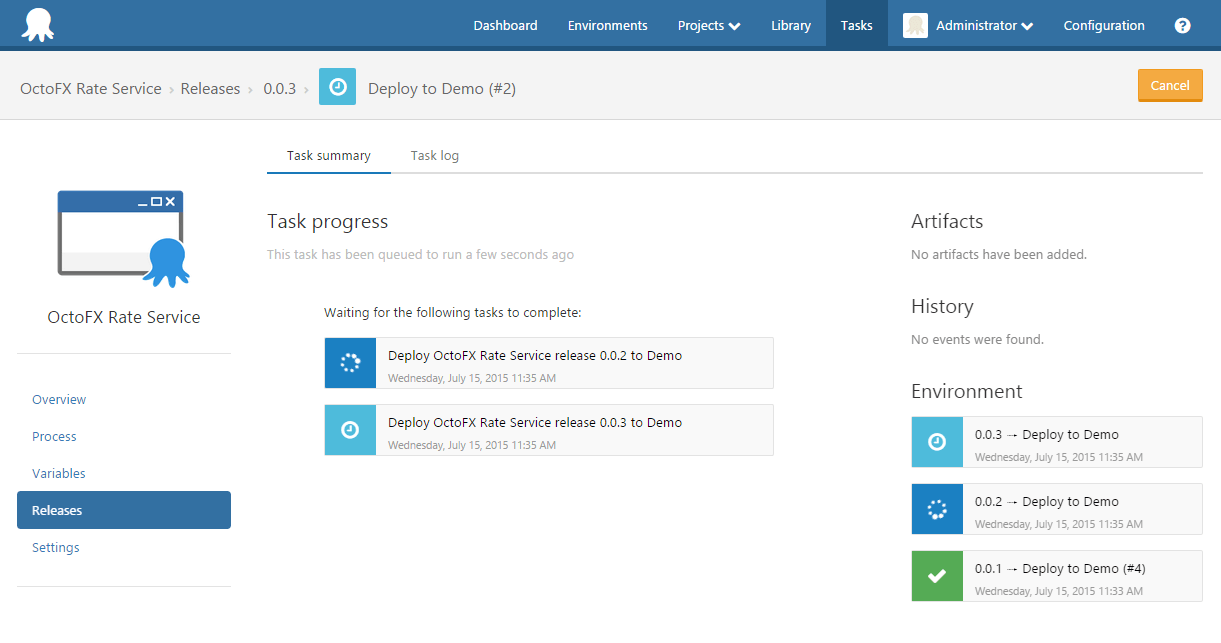 Dashboard Environments Projects Library Tasks Administrator Configuration ?
OctoFX Rate Service › Releases › 0.0.3 › Deploy to Demo (#2) Cancel
Task summary Task log
OctoFX Rate Service
Overview
Process
Variables
Releases
Settings
Task progress
This task has been queued to run a few seconds ago
Waiting for the following tasks to complete:
Deploy OctoFX Rate Service release 0.0.2 to Demo
Wednesday, July 15, 2015 11:35 AM
Deploy OctoFX Rate Service release 0.0.3 to Demo
Wednesday, July 15, 2015 11:35 AM
Artifacts
No artifacts have been added.
History
No events were found.
Environment
0.0.3 → Deploy to Demo
Wednesday, July 15, 2015 11:35 AM
0.0.2 → Deploy to Demo
Wednesday, July 15, 2015 11:35 AM
0.0.1 → Deploy to Demo (#4)
Wednesday, July 15, 2015 11:33 AM